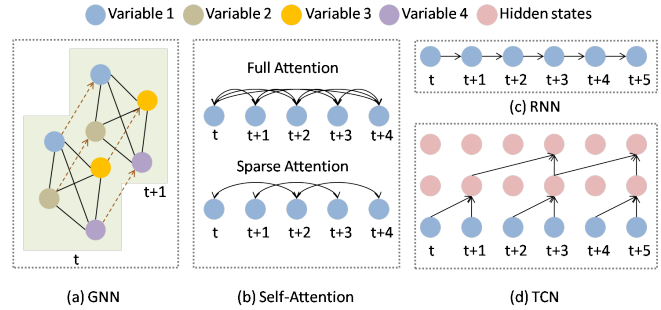 Variable 1 Variable 2 Variable 3 Variable 4 Hidden states
t+1
t
(a) GNN
Full Attention
t t+1 t+2 t+3 t+4
Sparse Attention
t t+1 t+2 t+3 t+4
(b) Self-Attention
t t+1 t+2 t+3 t+4 t+5
(c) RNN
t t+1 t+2 t+3 t+4 t+5
(d) TCN